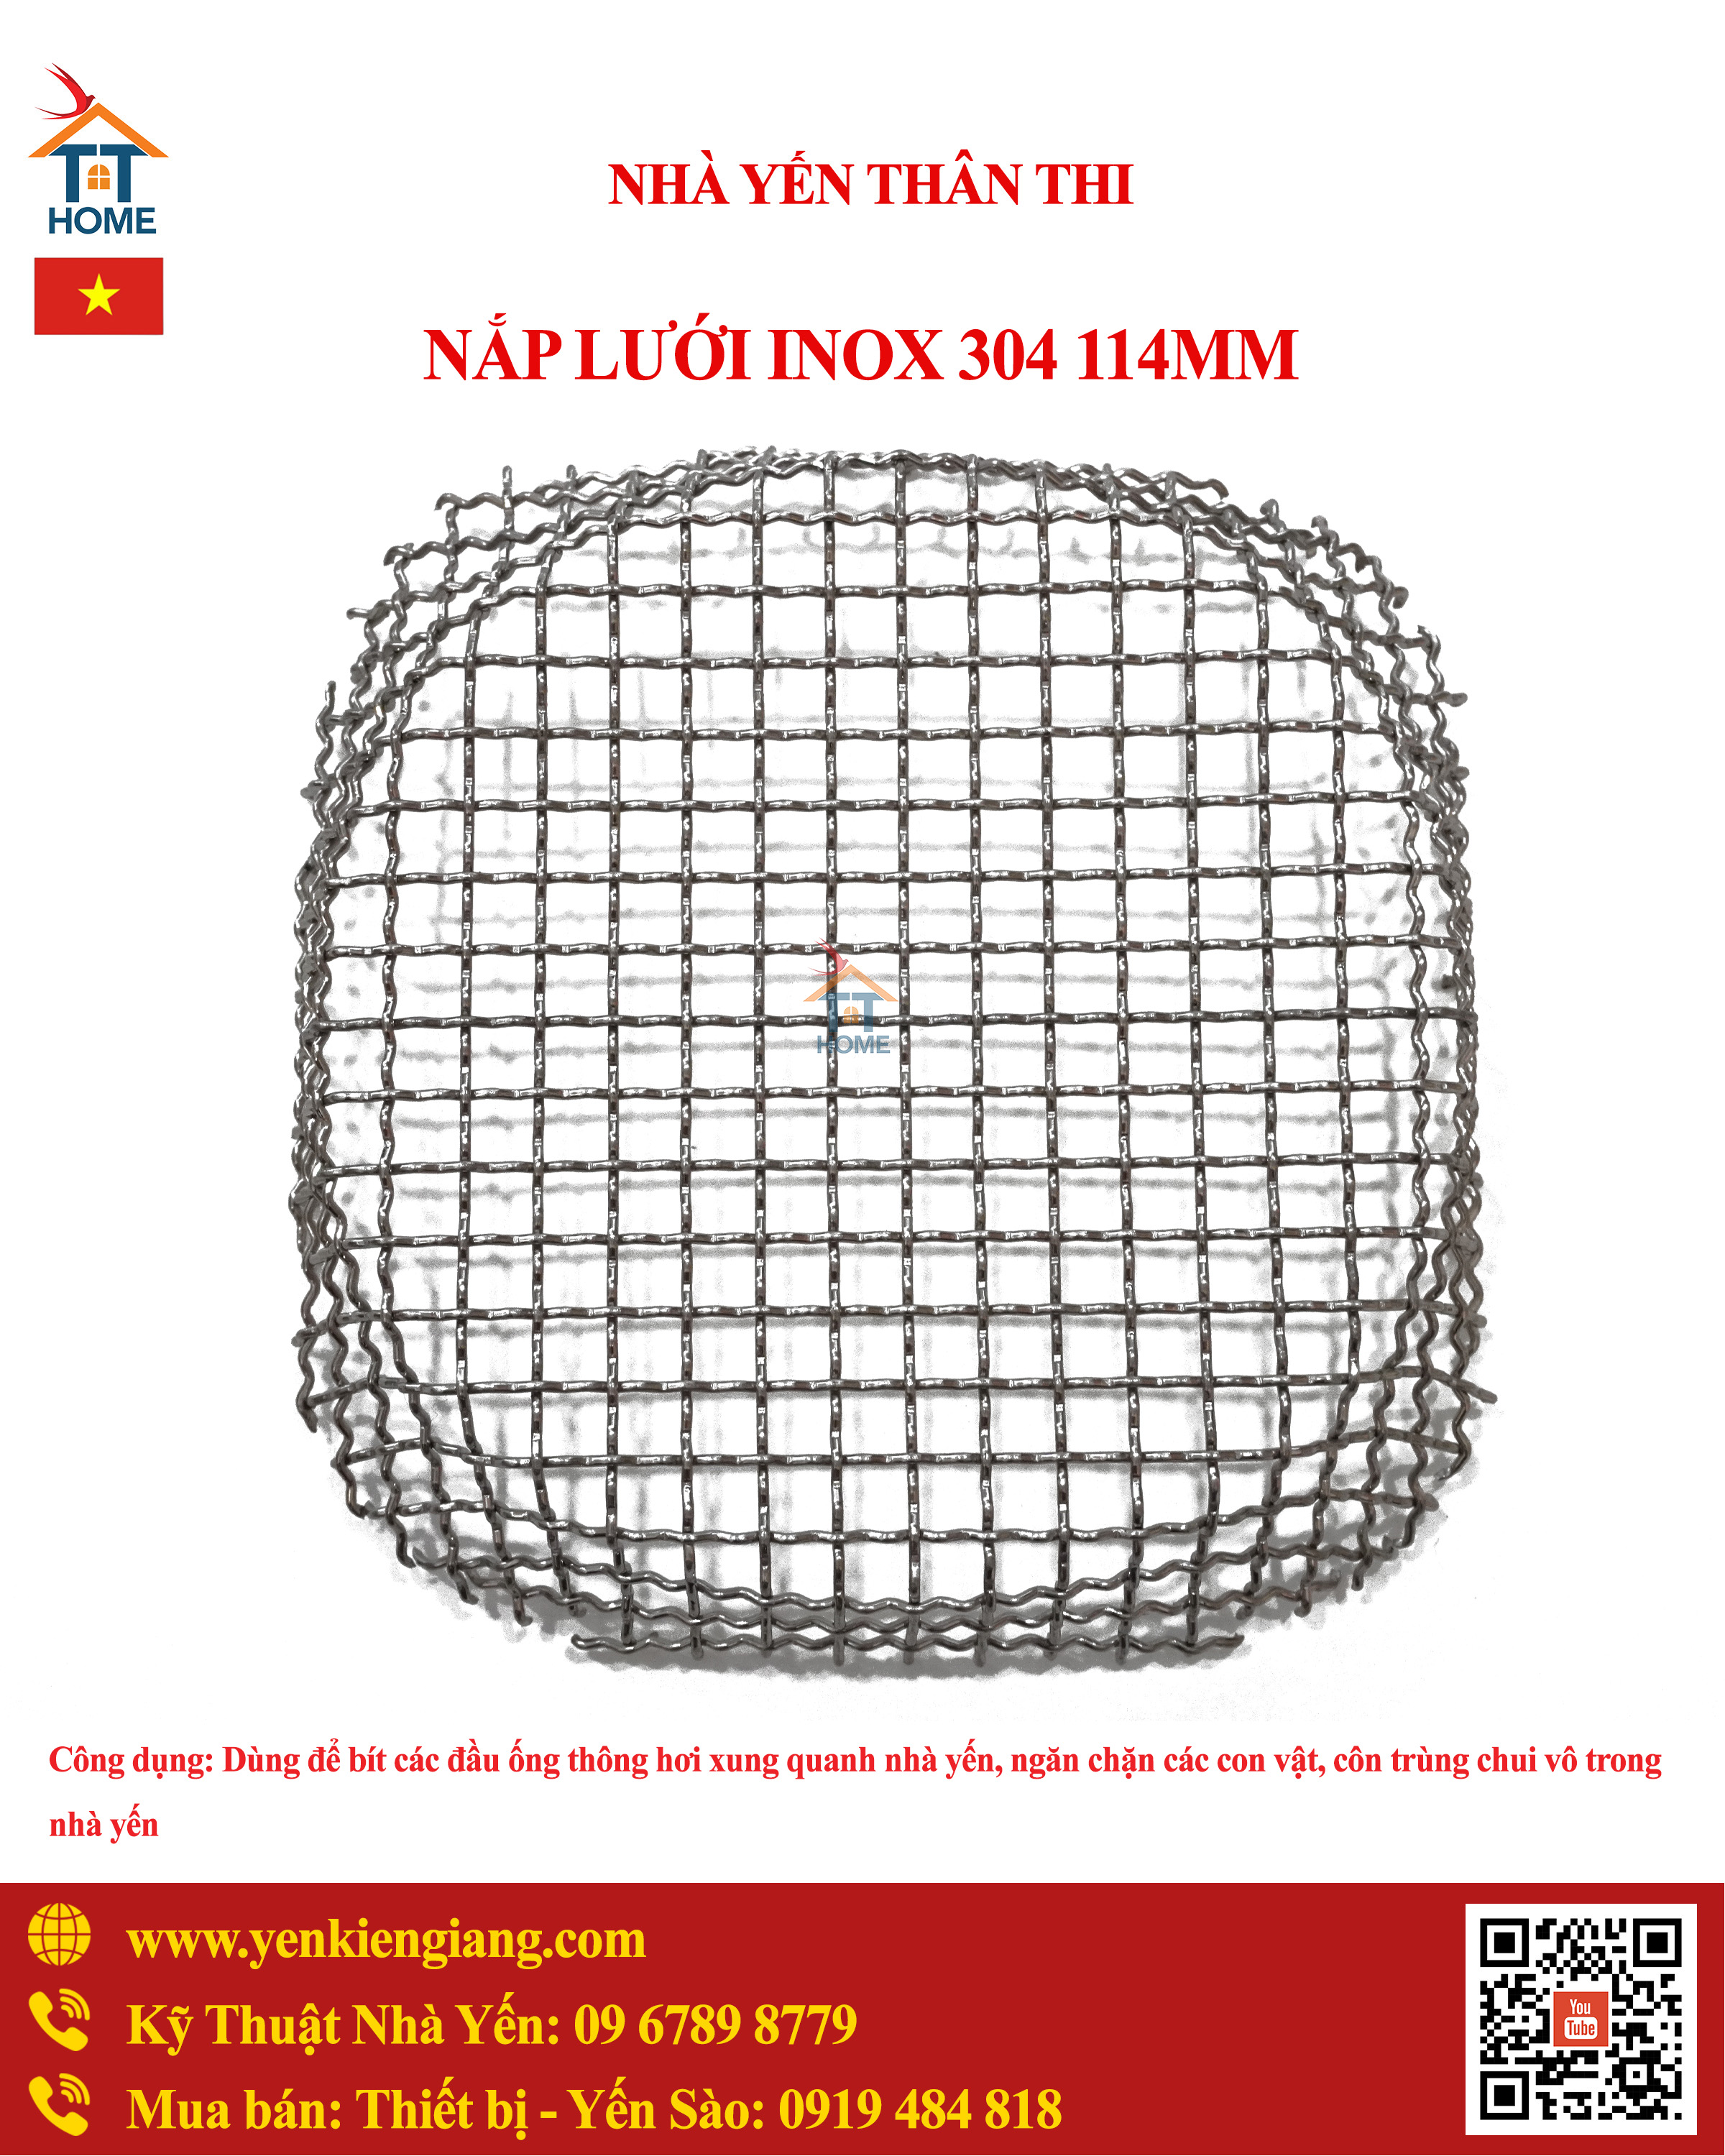 TT
HOME
NHÀ YẾN THÂN THI
NẮP LƯỚI INOX 304 114MM
TT
HOME
Công dụng: Dùng để bít các đầu ống thông hơi xung quanh nhà yến, ngăn chặn các con vật, côn trùng chui vô trong
nhà yến
www.yenkiengiang.com
Kỹ Thuật Nhà Yến: 09 6789 8779
Mua bán: Thiết bị - Yến Sào: 0919 484 818
You
Tube